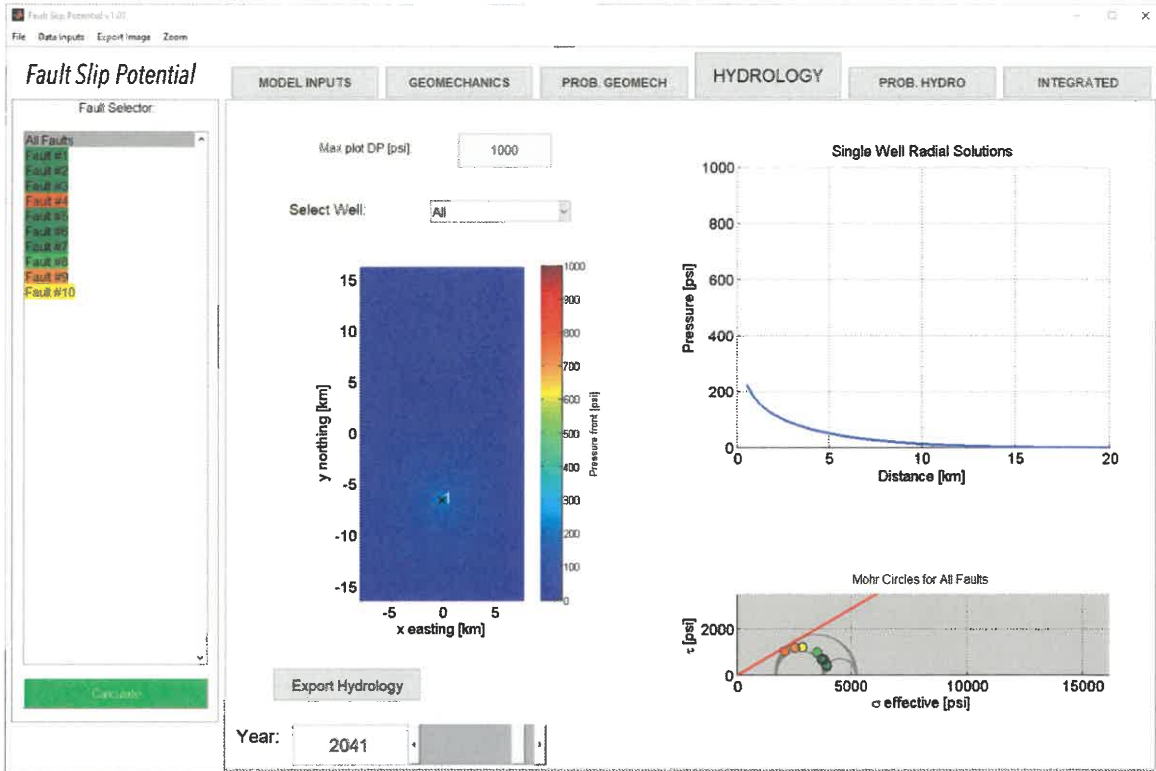 Fault Slip Potential v.1.07
File Data Inputs Export Image Zoom
Fault Slip Potential
MODEL INPUTS GEOMECHANICS PROB. GEOMECH HYDROLOGY PROB. HYDRO INTEGRATED
Fault Selector
All Faults
Fault #1
Fault #2
Fault #3
Fault #4
Fault #5
Fault #6
Fault #7
Fault #8
Fault #9
Fault #10
Calculate
Max plot DP [psi]: 1000
Select Well: All
15
10
5
0
-5
-10
-15
y northing [km]
-5 0 5
x easting [km]
1000
900
800
700
600
500
400
300
200
100
0
Pressure front [psi]
Export Hydrology
Year: 2041
Single Well Radial Solutions
1000
800
600
400
200
0
Pressure [psi]
0 5 10 15 20
Distance [km]
Mohr Circles for All Faults
2000
0
τ [psi]
0 5000 10000 15000
σ effective [psi]